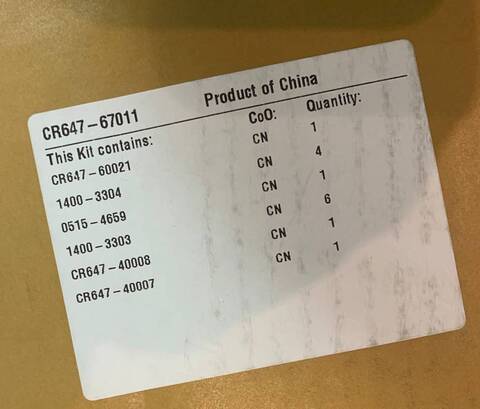 CR647-67011 Product of China
This Kit contains: CoO: Quantity:
CR647-60021 CN 1
1400-3304 CN 4
0515-4659 CN 1
1400-3303 CN 6
CR647-40008 CN 1
CR647-40007 CN 1